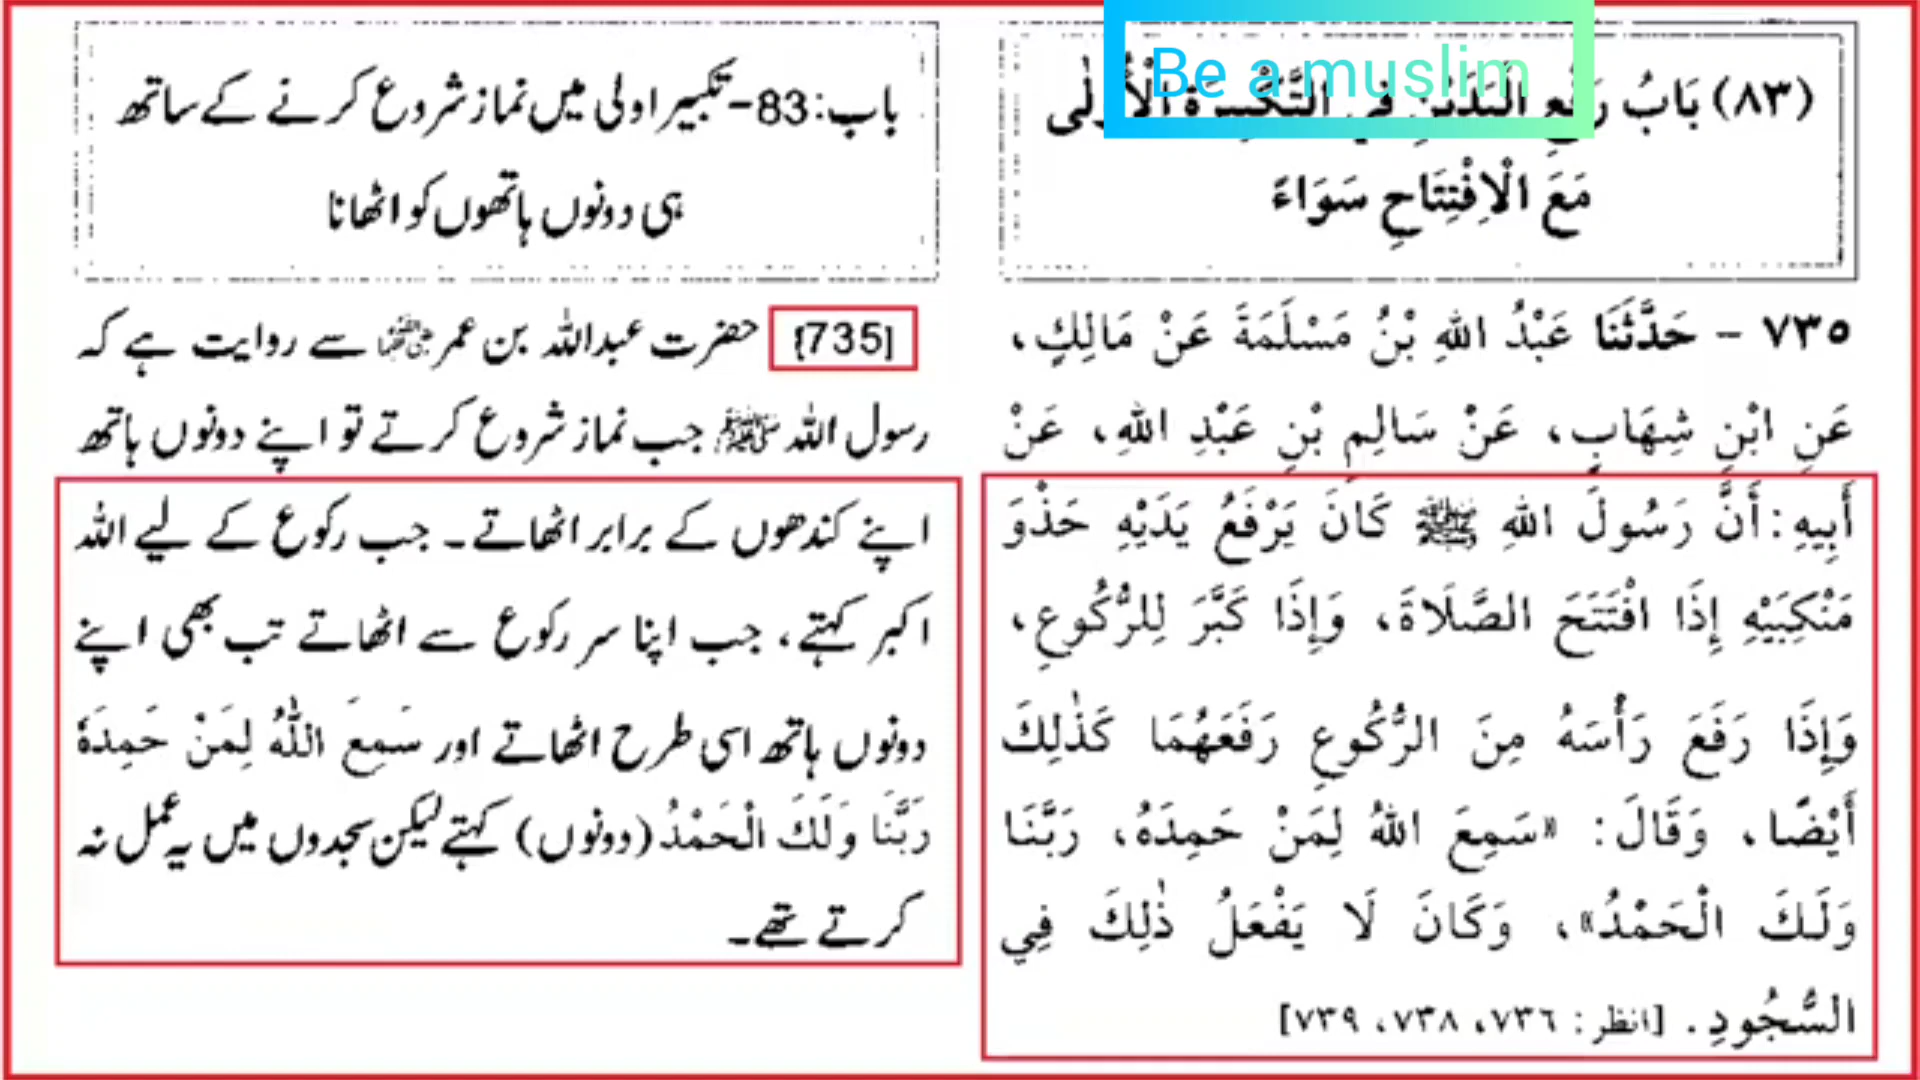 Be a muslim
(٨٣) بَابُ رَفْعِ الْيَدَيْنِ فِي التَّكْبِيرَةِ الْأُولٰى
مَعَ الْاِفْتِتَاحِ سَوَاءً
٧٣٥ - حَدَّثَنَا عَبْدُ اللهِ بْنُ مَسْلَمَةَ عَنْ مَالِكٍ،
عَنِ ابْنِ شِهَابٍ، عَنْ سَالِمِ بْنِ عَبْدِ اللهِ، عَنْ
أَبِيهِ: أَنَّ رَسُولَ اللهِ ﷺ كَانَ يَرْفَعُ يَدَيْهِ حَذْوَ
مَنْكِبَيْهِ إِذَا افْتَتَحَ الصَّلَاةَ، وَإِذَا كَبَّرَ لِلرُّكُوعِ،
وَإِذَا رَفَعَ رَأْسَهُ مِنَ الرُّكُوعِ رَفَعَهُمَا كَذٰلِكَ
أَيْضًا، وَقَالَ: «سَمِعَ اللهُ لِمَنْ حَمِدَهُ، رَبَّنَا
وَلَكَ الْحَمْدُ»، وَكَانَ لَا يَفْعَلُ ذٰلِكَ فِي
السُّجُودِ. [انظر: ٧٣٦، ٧٣٨، ٧٣٩]
باب:83-تکبیر اولی میں نماز شروع کرنے کے ساتھ
ہی دونوں ہاتھوں کو اٹھانا
[735] حضرت عبداللہ بن عمر رضی اللہ عنہما سے روایت ہے کہ
رسول اللہ ﷺ جب نماز شروع کرتے تو اپنے دونوں ہاتھ
اپنے کندھوں کے برابر اٹھاتے۔ جب رکوع کے لیے اللہ
اکبر کہتے، جب اپنا سر رکوع سے اٹھاتے تب بھی اپنے
دونوں ہاتھ اسی طرح اٹھاتے اور سَمِعَ اللّٰهُ لِمَنْ حَمِدَهٗ
رَبَّنَا وَلَكَ الْحَمْدُ (دونوں) کہتے لیکن سجدوں میں یہ عمل نہ
کرتے تھے۔